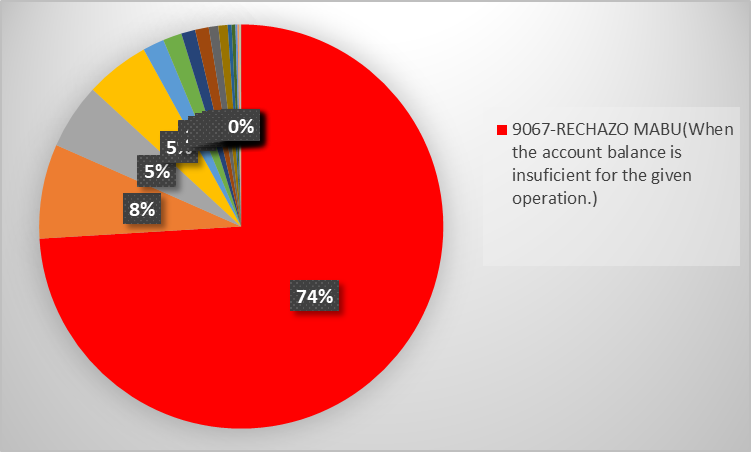 9067-RECHAZO MABU(When
the account balance is
insuficient for the given
operation.)
0%
5%
5%
8%
74%